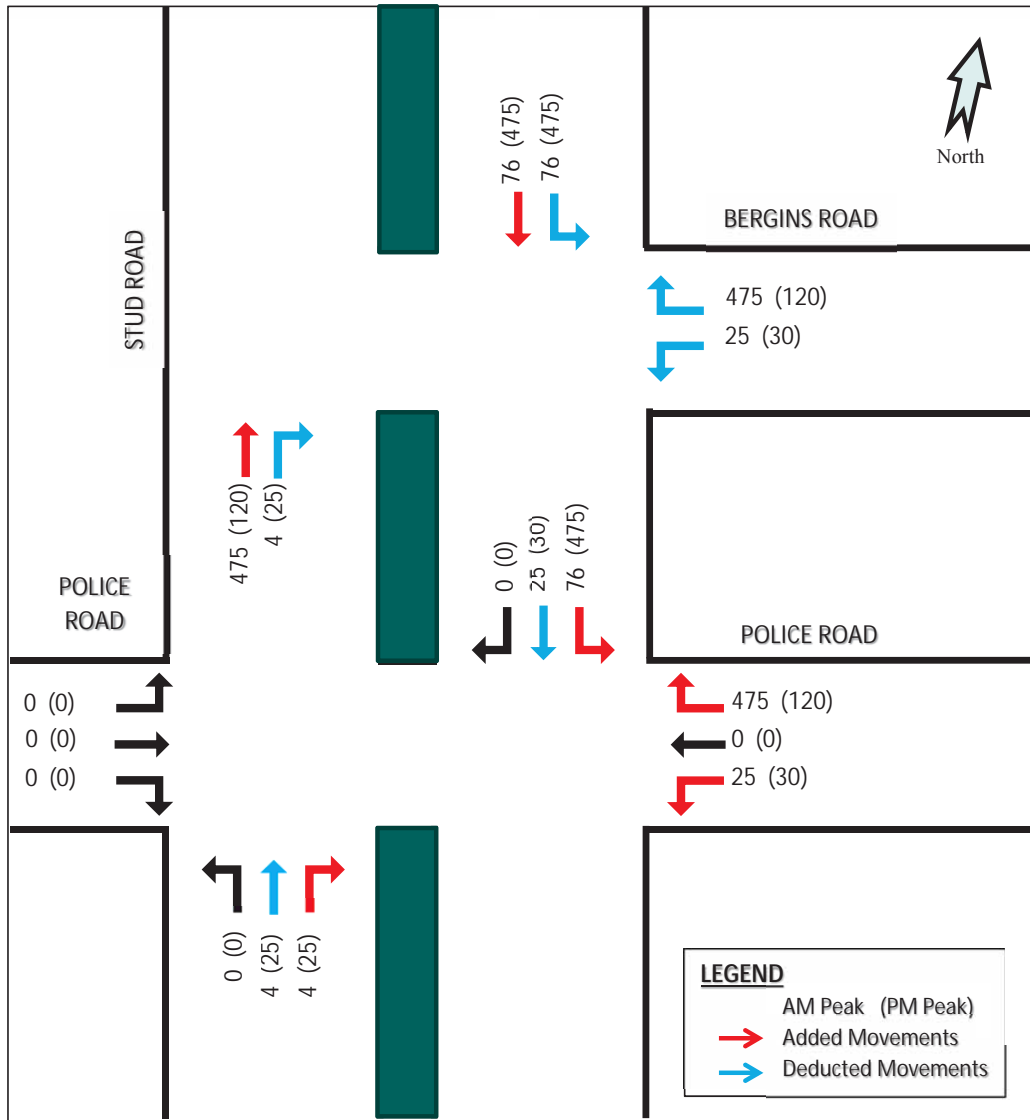 76 (475)
76 (475)
North
BERGINS ROAD
STUD ROAD
475 (120)
25 (30)
475 (120)
4 (25)
0 (0)
25 (30)
76 (475)
POLICE
ROAD
POLICE ROAD
0 (0)
0 (0)
0 (0)
475 (120)
0 (0)
25 (30)
0 (0)
4 (25)
4 (25)
LEGEND
AM Peak (PM Peak)
Added Movements
Deducted Movements